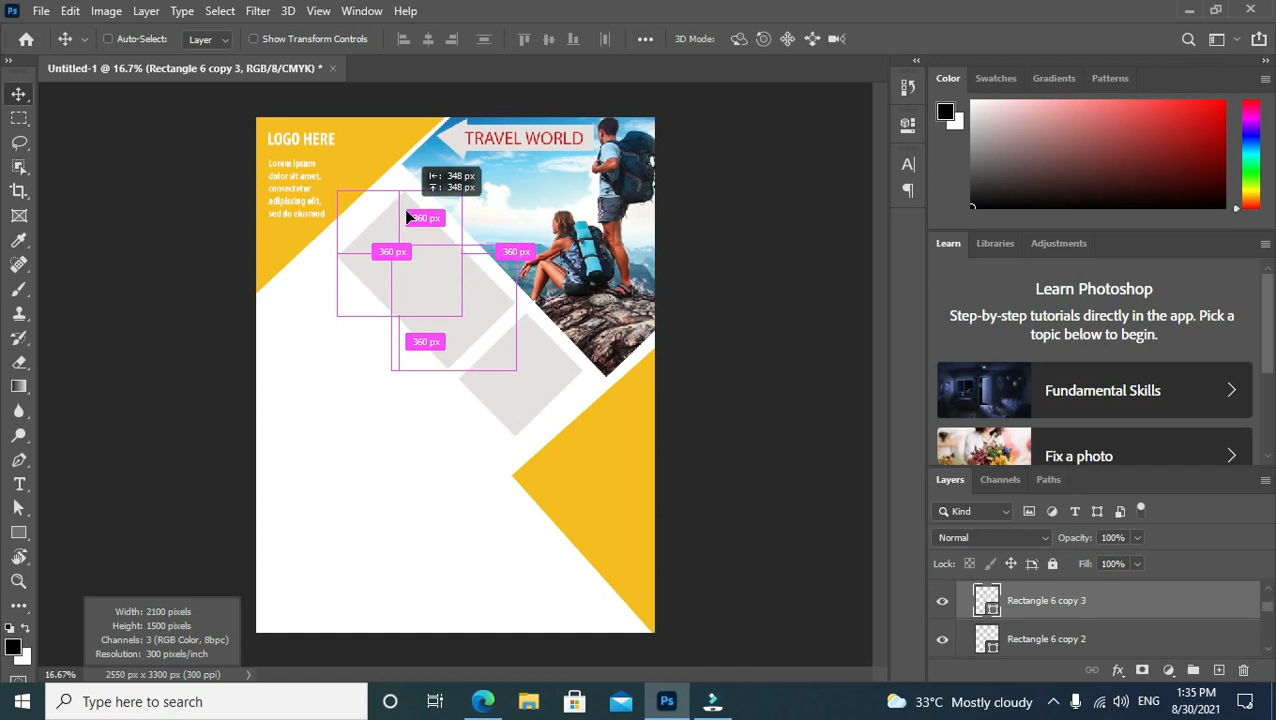 Ps File Edit Image Layer Type Select Filter 3D View Window Help
Auto-Select: Layer Show Transform Controls 3D Mode:
Untitled-1 @ 16.7% (Rectangle 6 copy 3, RGB/8/CMYK) *
LOGO HERE
Lorem ipsum
dolor sit amet,
consectetur
adipiscing elit,
sed do eiusmod
TRAVEL WORLD
348 px
348 px
360 px
360 px
360 px
360 px
Width: 2100 pixels
Height: 1500 pixels
Channels: 3 (RGB Color, 8bpc)
Resolution: 300 pixels/inch
16.67% 2550 px x 3300 px (300 ppi)
Color Swatches Gradients Patterns
Learn Libraries Adjustments
Learn Photoshop
Step-by-step tutorials directly in the app. Pick a
topic below to begin.
Fundamental Skills
Fix a photo
Layers Channels Paths
Kind
Normal Opacity: 100%
Lock: Fill: 100%
Rectangle 6 copy 3
Rectangle 6 copy 2
Type here to search
Ps
33°C Mostly cloudy
ENG
1:35 PM
8/30/2021